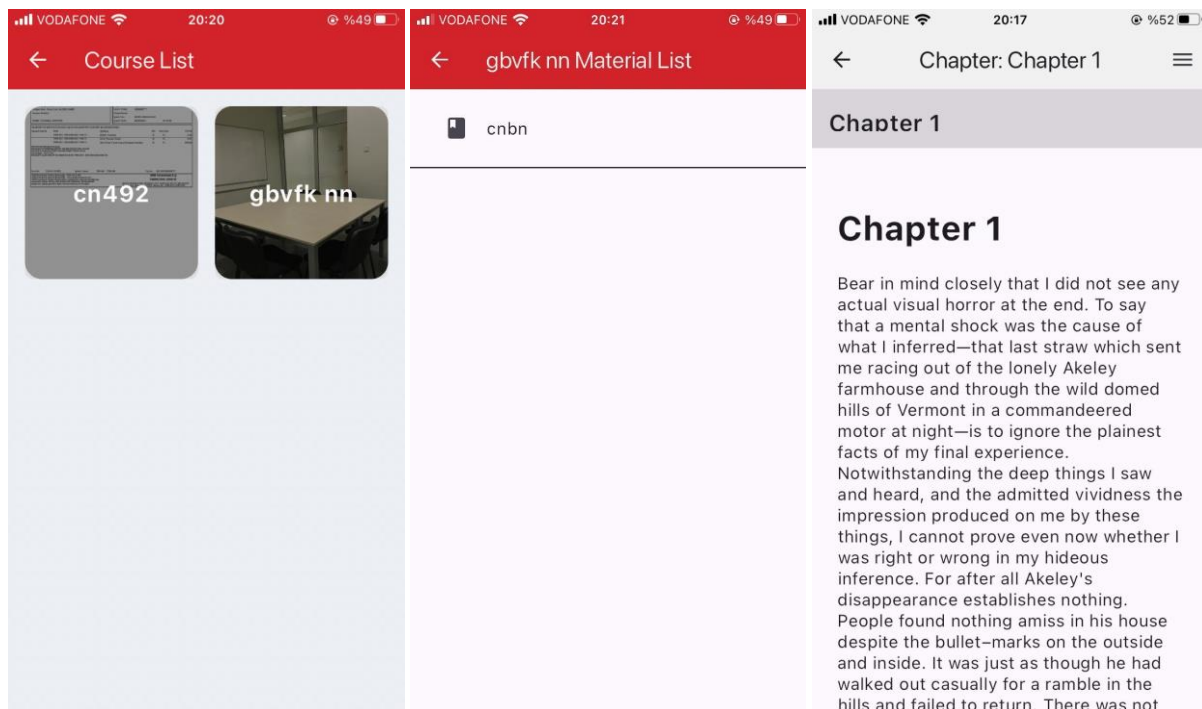 VODAFONE 20:20 %49
Course List
cn492
gbvfk nn
VODAFONE 20:21 %49
gbvfk nn Material List
cnbn
VODAFONE 20:17 %52
Chapter: Chapter 1
Chapter 1
Chapter 1
Bear in mind closely that I did not see any
actual visual horror at the end. To say
that a mental shock was the cause of
what I inferred—that last straw which sent
me racing out of the lonely Akeley
farmhouse and through the wild domed
hills of Vermont in a commandeered
motor at night—is to ignore the plainest
facts of my final experience.
Notwithstanding the deep things I saw
and heard, and the admitted vividness the
impression produced on me by these
things, I cannot prove even now whether I
was right or wrong in my hideous
inference. For after all Akeley's
disappearance establishes nothing.
People found nothing amiss in his house
despite the bullet–marks on the outside
and inside. It was just as though he had
walked out casually for a ramble in the
hills and failed to return. There was not